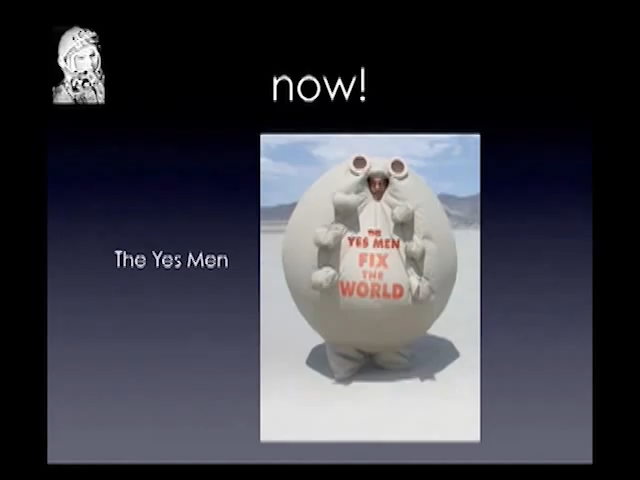 now!
The Yes Men
THE
YES MEN
FIX
THE
WORLD